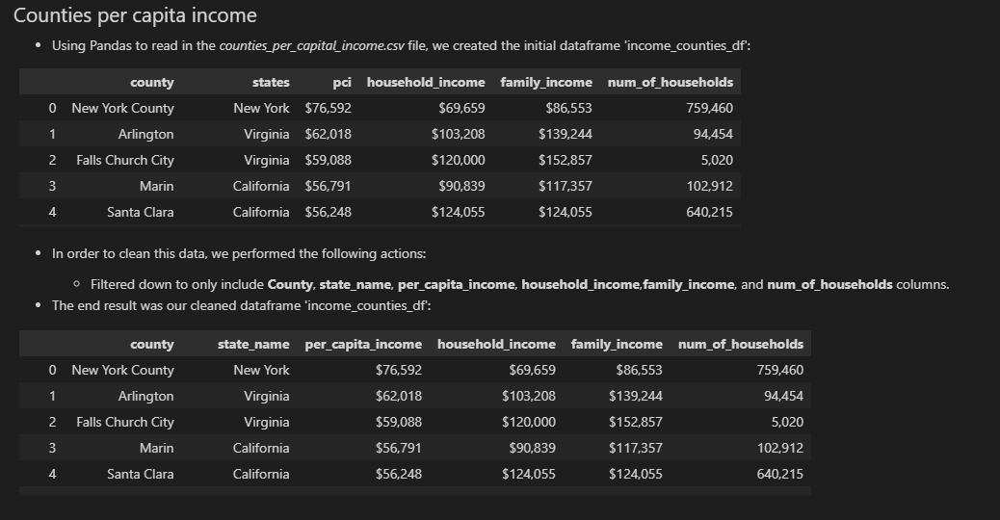 Counties per capita income
• Using Pandas to read in the counties_per_capital_income.csv file, we created the initial dataframe 'income_counties_df':
county states pci household_income family_income num_of_households
0 New York County New York $76,592 $69,659 $86,553 759,460
1 Arlington Virginia $62,018 $103,208 $139,244 94,454
2 Falls Church City Virginia $59,088 $120,000 $152,857 5,020
3 Marin California $56,791 $90,839 $117,357 102,912
4 Santa Clara California $56,248 $124,055 $124,055 640,215
• In order to clean this data, we performed the following actions:
◦ Filtered down to only include County, state_name, per_capita_income, household_income,family_income, and num_of_households columns.
• The end result was our cleaned dataframe 'income_counties_df':
county state_name per_capita_income household_income family_income num_of_households
0 New York County New York $76,592 $69,659 $86,553 759,460
1 Arlington Virginia $62,018 $103,208 $139,244 94,454
2 Falls Church City Virginia $59,088 $120,000 $152,857 5,020
3 Marin California $56,791 $90,839 $117,357 102,912
4 Santa Clara California $56,248 $124,055 $124,055 640,215